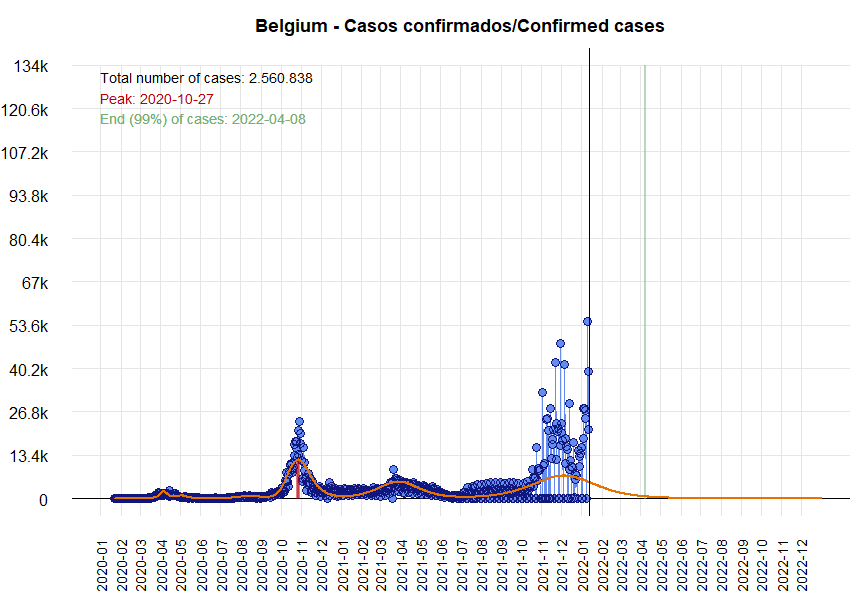 Belgium - Casos confirmados/Confirmed cases
Total number of cases: 2.560.838
Peak: 2020-10-27
End (99%) of cases: 2022-04-08
134k
120.6k
107.2k
93.8k
80.4k
67k
53.6k
40.2k
26.8k
13.4k
0
2020-01
2020-02
2020-03
2020-04
2020-05
2020-06
2020-07
2020-08
2020-09
2020-10
2020-11
2020-12
2021-01
2021-02
2021-03
2021-04
2021-05
2021-06
2021-07
2021-08
2021-09
2021-10
2021-11
2021-12
2022-01
2022-02
2022-03
2022-04
2022-05
2022-06
2022-07
2022-08
2022-09
2022-10
2022-11
2022-12